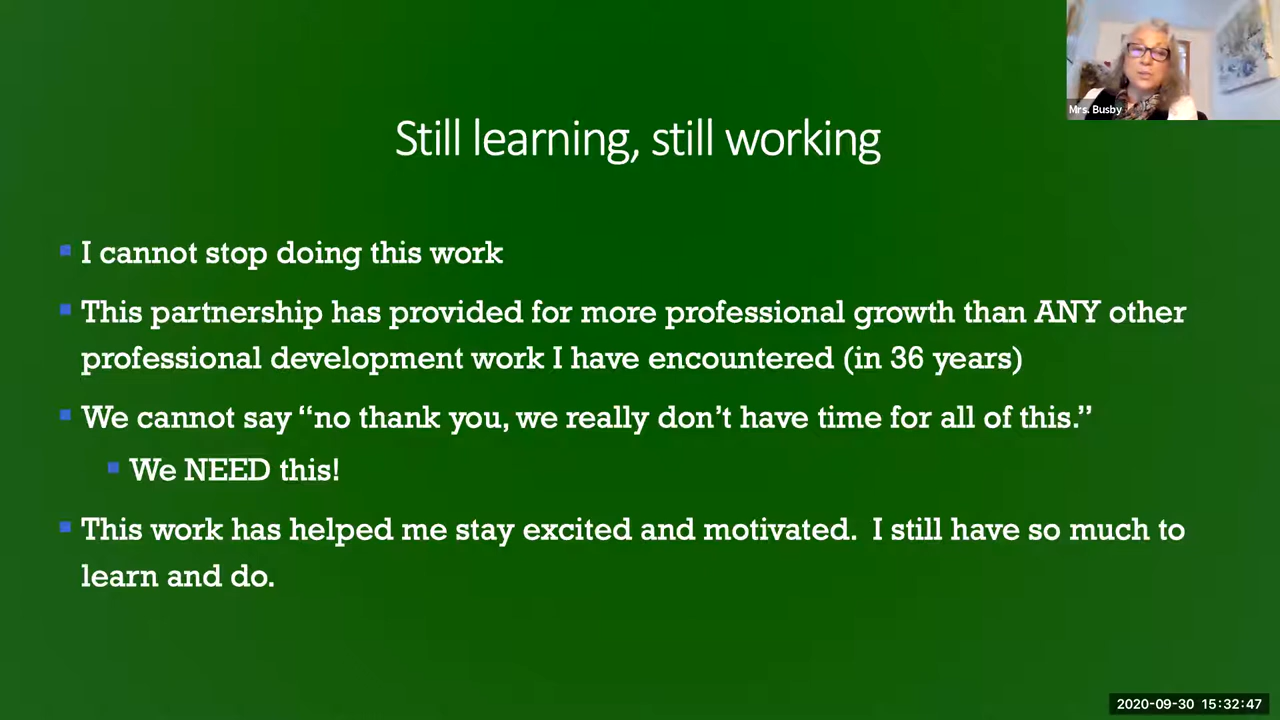 Mrs. Busby
Still learning, still working
I cannot stop doing this work
This partnership has provided for more professional growth than ANY other
professional development work I have encountered (in 36 years)
We cannot say “no thank you, we really don’t have time for all of this.”
We NEED this!
This work has helped me stay excited and motivated.  I still have so much to
learn and do.
2020-09-30 15:32:47